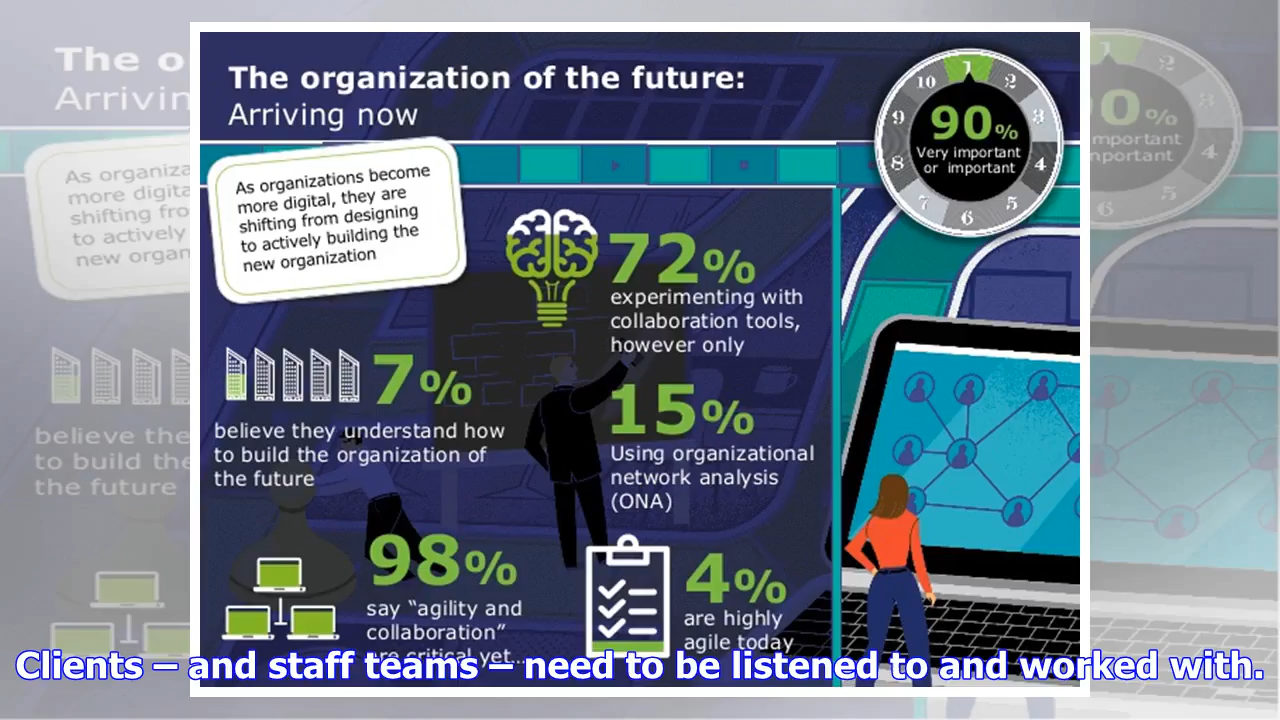 The organization of the future:
Arriving now
10
1
2
9
3
8
4
7
6
5
90%
Very important
or important
As organizations become
more digital, they are
shifting from designing
to actively building the
new organization
72%
experimenting with
collaboration tools,
however only
7%
believe they understand how
to build the organization of
the future
15%
Using organizational
network analysis
(ONA)
98%
say “agility and
collaboration”
are critical yet...
4%
are highly
agile today
Clients – and staff teams – need to be listened to and worked with.